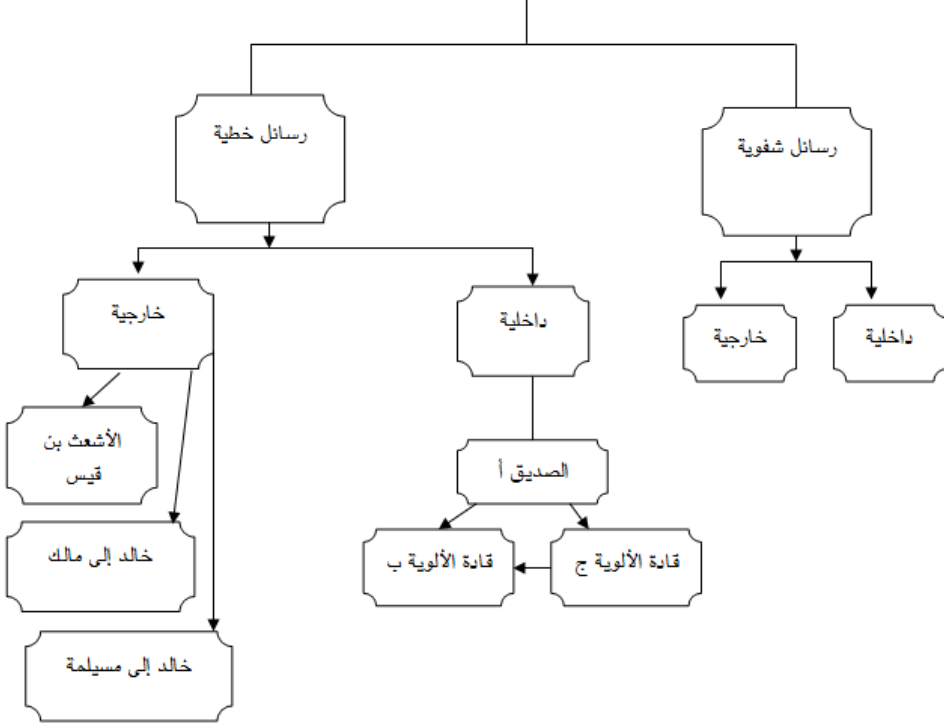 رسائل شفوية
رسائل خطية
داخلية
خارجية
داخلية
خارجية
الصديق أ
قادة الألوية ج
قادة الألوية ب
الأشعث بن
قيس
خالد إلى مالك
خالد إلى مسيلمة